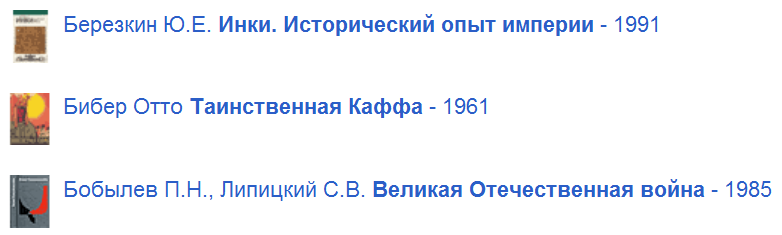 Березкин Ю.Е. Инки. Исторический опыт империи - 1991
Бибер Отто Таинственная Каффа - 1961
Бобылев П.Н., Липицкий С.В. Великая Отечественная война - 1985